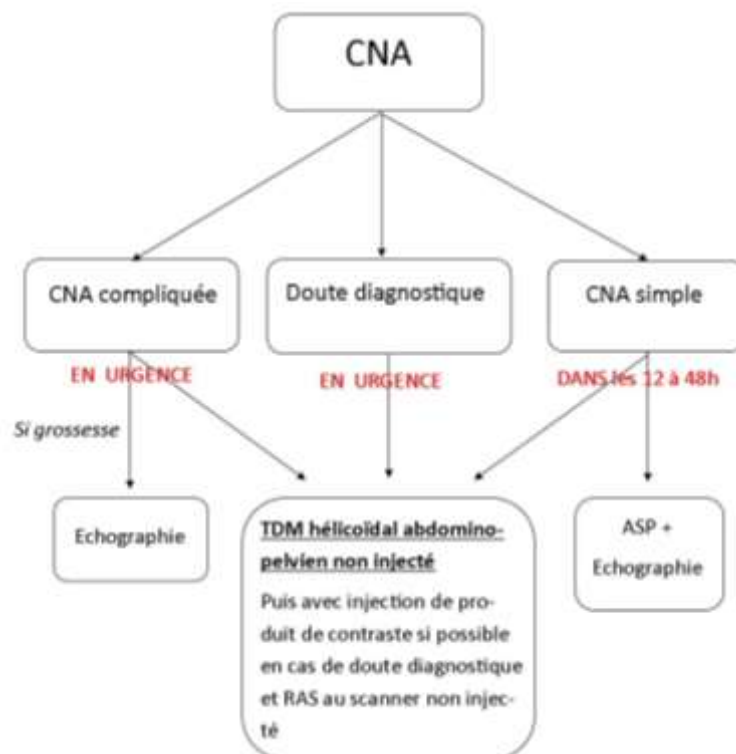 CNA
CNA compliquée
Doute diagnostique
CNA simple
EN URGENCE
EN URGENCE
DANS les 12 à 48h
Si grossesse
Echographie
TDM hélicoïdal abdomino-
pelvien non injecté
Puis avec injection de pro-
duit de contraste si possible
en cas de doute diagnostique
et RAS au scanner non injec-
té
ASP +
Echographie